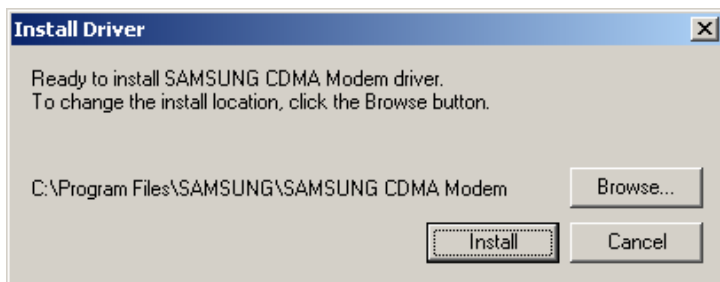 Install Driver
Ready to install SAMSUNG CDMA Modem driver.
To change the install location, click the Browse button.
C:\Program Files\SAMSUNG\SAMSUNG CDMA Modem
Browse...
Install
Cancel